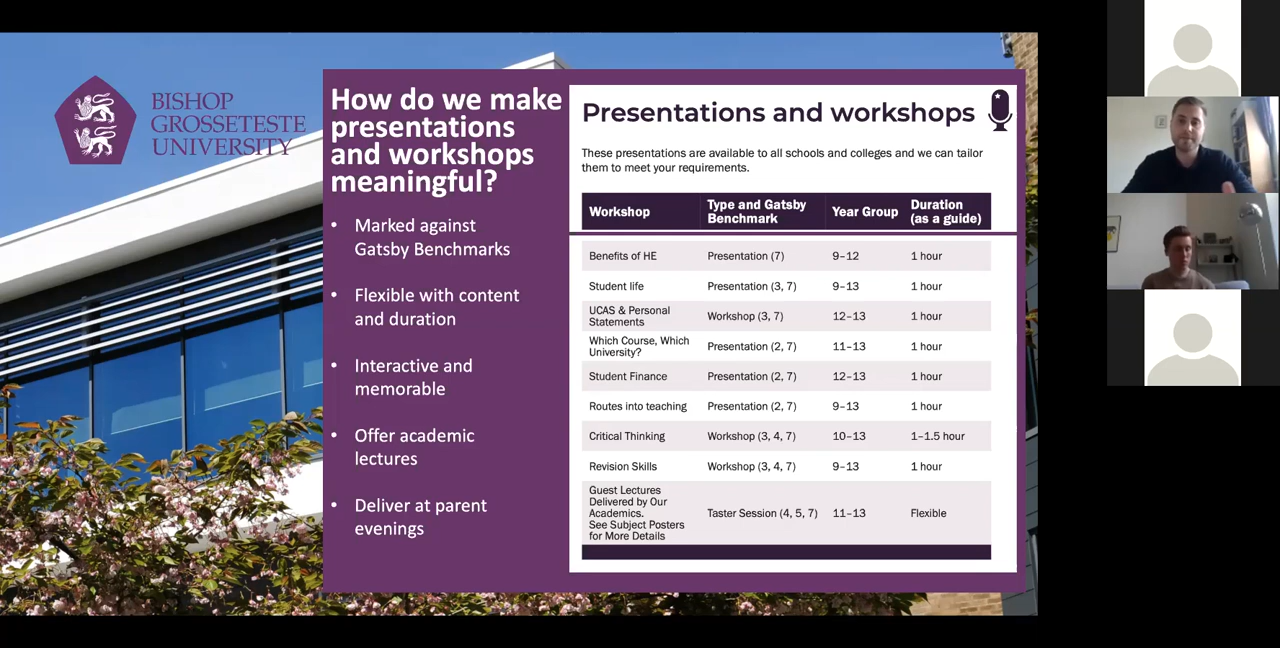 BISHOP
GROSSETESTE
UNIVERSITY
How do we make
presentations
and workshops
meaningful?
• Marked against
Gatsby Benchmarks
• Flexible with content
and duration
• Interactive and
memorable
• Offer academic
lectures
• Deliver at parent
evenings
Presentations and workshops
These presentations are available to all schools and colleges and we can tailor
them to meet your requirements.
Workshop Type and Gatsby Benchmark Year Group Duration (as a guide)
Benefits of HE Presentation (7) 9–12 1 hour
Student life Presentation (3, 7) 9–13 1 hour
UCAS & Personal Statements Workshop (3, 7) 12–13 1 hour
Which Course, Which University? Presentation (2, 7) 11–13 1 hour
Student Finance Presentation (2, 7) 12–13 1 hour
Routes into teaching Presentation (2, 7) 9–13 1 hour
Critical Thinking Workshop (3, 4, 7) 10–13 1–1.5 hour
Revision Skills Workshop (3, 4, 7) 9–13 1 hour
Guest Lectures
Delivered by Our
Academics.
See Subject Posters
for More Details
Taster Session (4, 5, 7) 11–13 Flexible